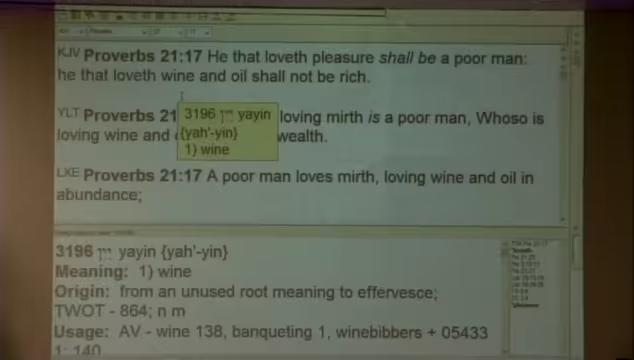 KJV Proverbs 21:17 He that loveth pleasure shall be a poor man:
he that loveth wine and oil shall not be rich.
YLT Proverbs 21 loving mirth is a poor man, Whoso is
loving wine and wealth.
3196 יין yayin
{yah'-yin}
1) wine
LXE Proverbs 21:17 A poor man loves mirth, loving wine and oil in
abundance;
3196 יין yayin {yah'-yin}
Meaning: 1) wine
Origin: from an unused root meaning to effervesce;
TWOT - 864; n m
Usage: AV - wine 138, banqueting 1, winebibbers + 05433
1; 140